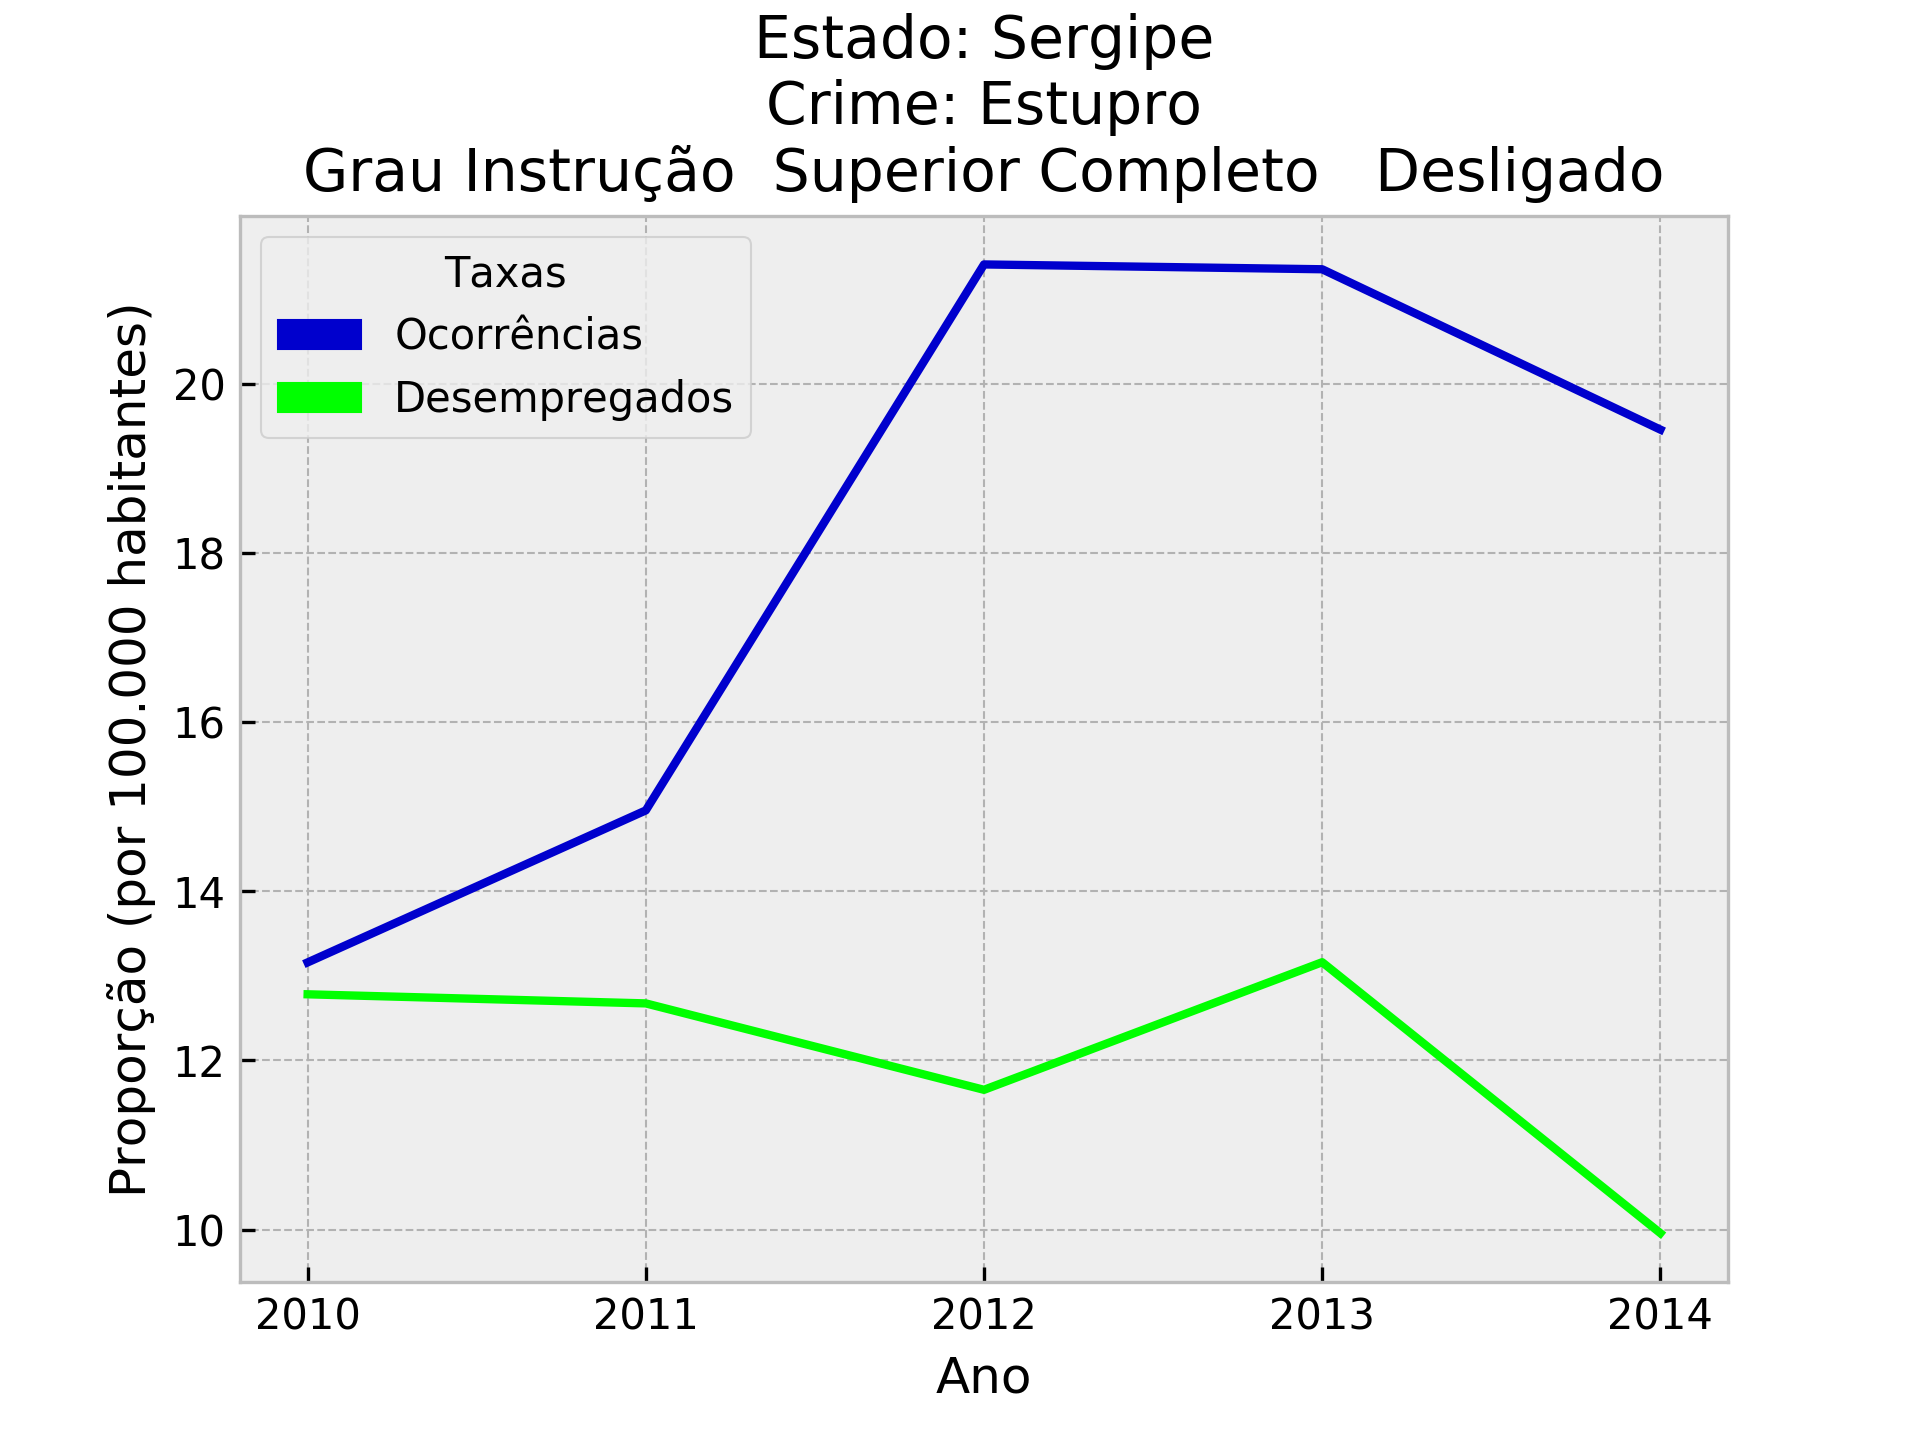 Estado: Sergipe
Crime: Estupro
Grau Instrução  Superior Completo   Desligado
Taxas
Ocorrências
Desempregados
Proporção (por 100.000 habitantes)
20
18
16
14
12
10
2010 2011 2012 2013 2014
Ano